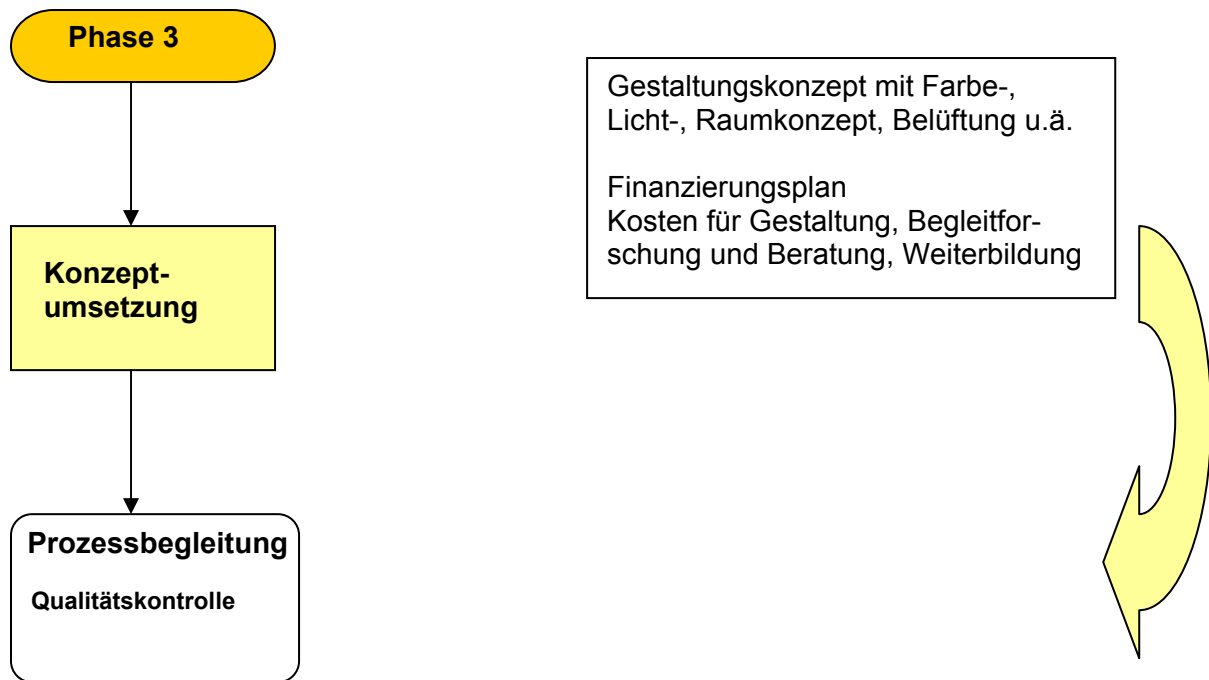 Phase 3
Gestaltungskonzept mit Farbe-,
Licht-, Raumkonzept, Belüftung u.ä.
Finanzierungsplan
Kosten für Gestaltung, Begleitfor-
schung und Beratung, Weiterbildung
Konzept-
umsetzung
Prozessbegleitung
Qualitätskontrolle